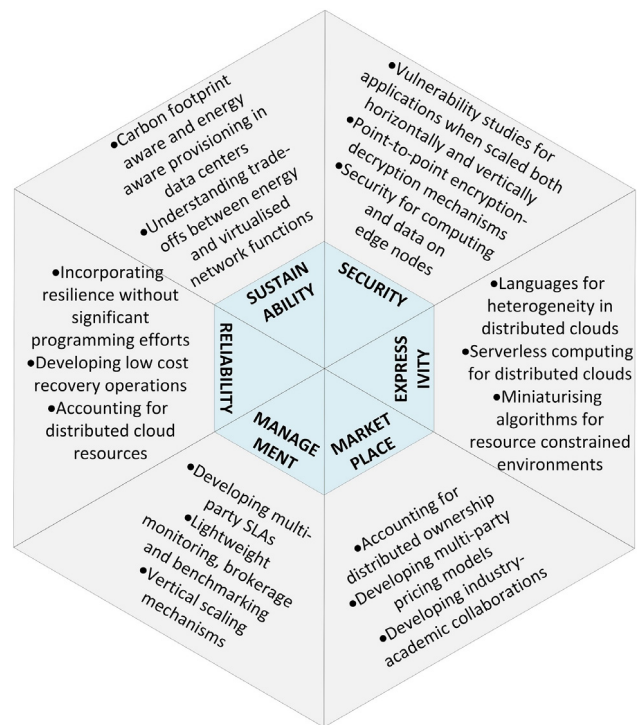 ●Carbon footprint
aware and energy
aware provisioning in
data centers
●Understanding trade-
offs between energy
and virtualised
network functions
●Vulnerability studies for
applications when scaled both
horizontally and vertically
●Point-to-point encryption-
decryption mechanisms
●Security for computing
and data on
edge nodes
SUSTAIN
ABILITY
SECURITY
●Incorporating
resilience without
significant
programming efforts
●Developing low cost
recovery operations
●Accounting for
distributed cloud
resources
RELIABILITY
EXPRESS
IVITY
●Languages for
heterogeneity in
distributed clouds
●Serverless computing
for distributed clouds
●Miniaturising
algorithms for
resource constrained
environments
MANAGE
MENT
MARKET
PLACE
●Developing multi-
party SLAs
●Lightweight
monitoring, brokerage
and benchmarking
●Vertical scaling
mechanisms
●Accounting for
distributed ownership
●Developing multi-party
pricing models
●Developing industry-
academic collaborations